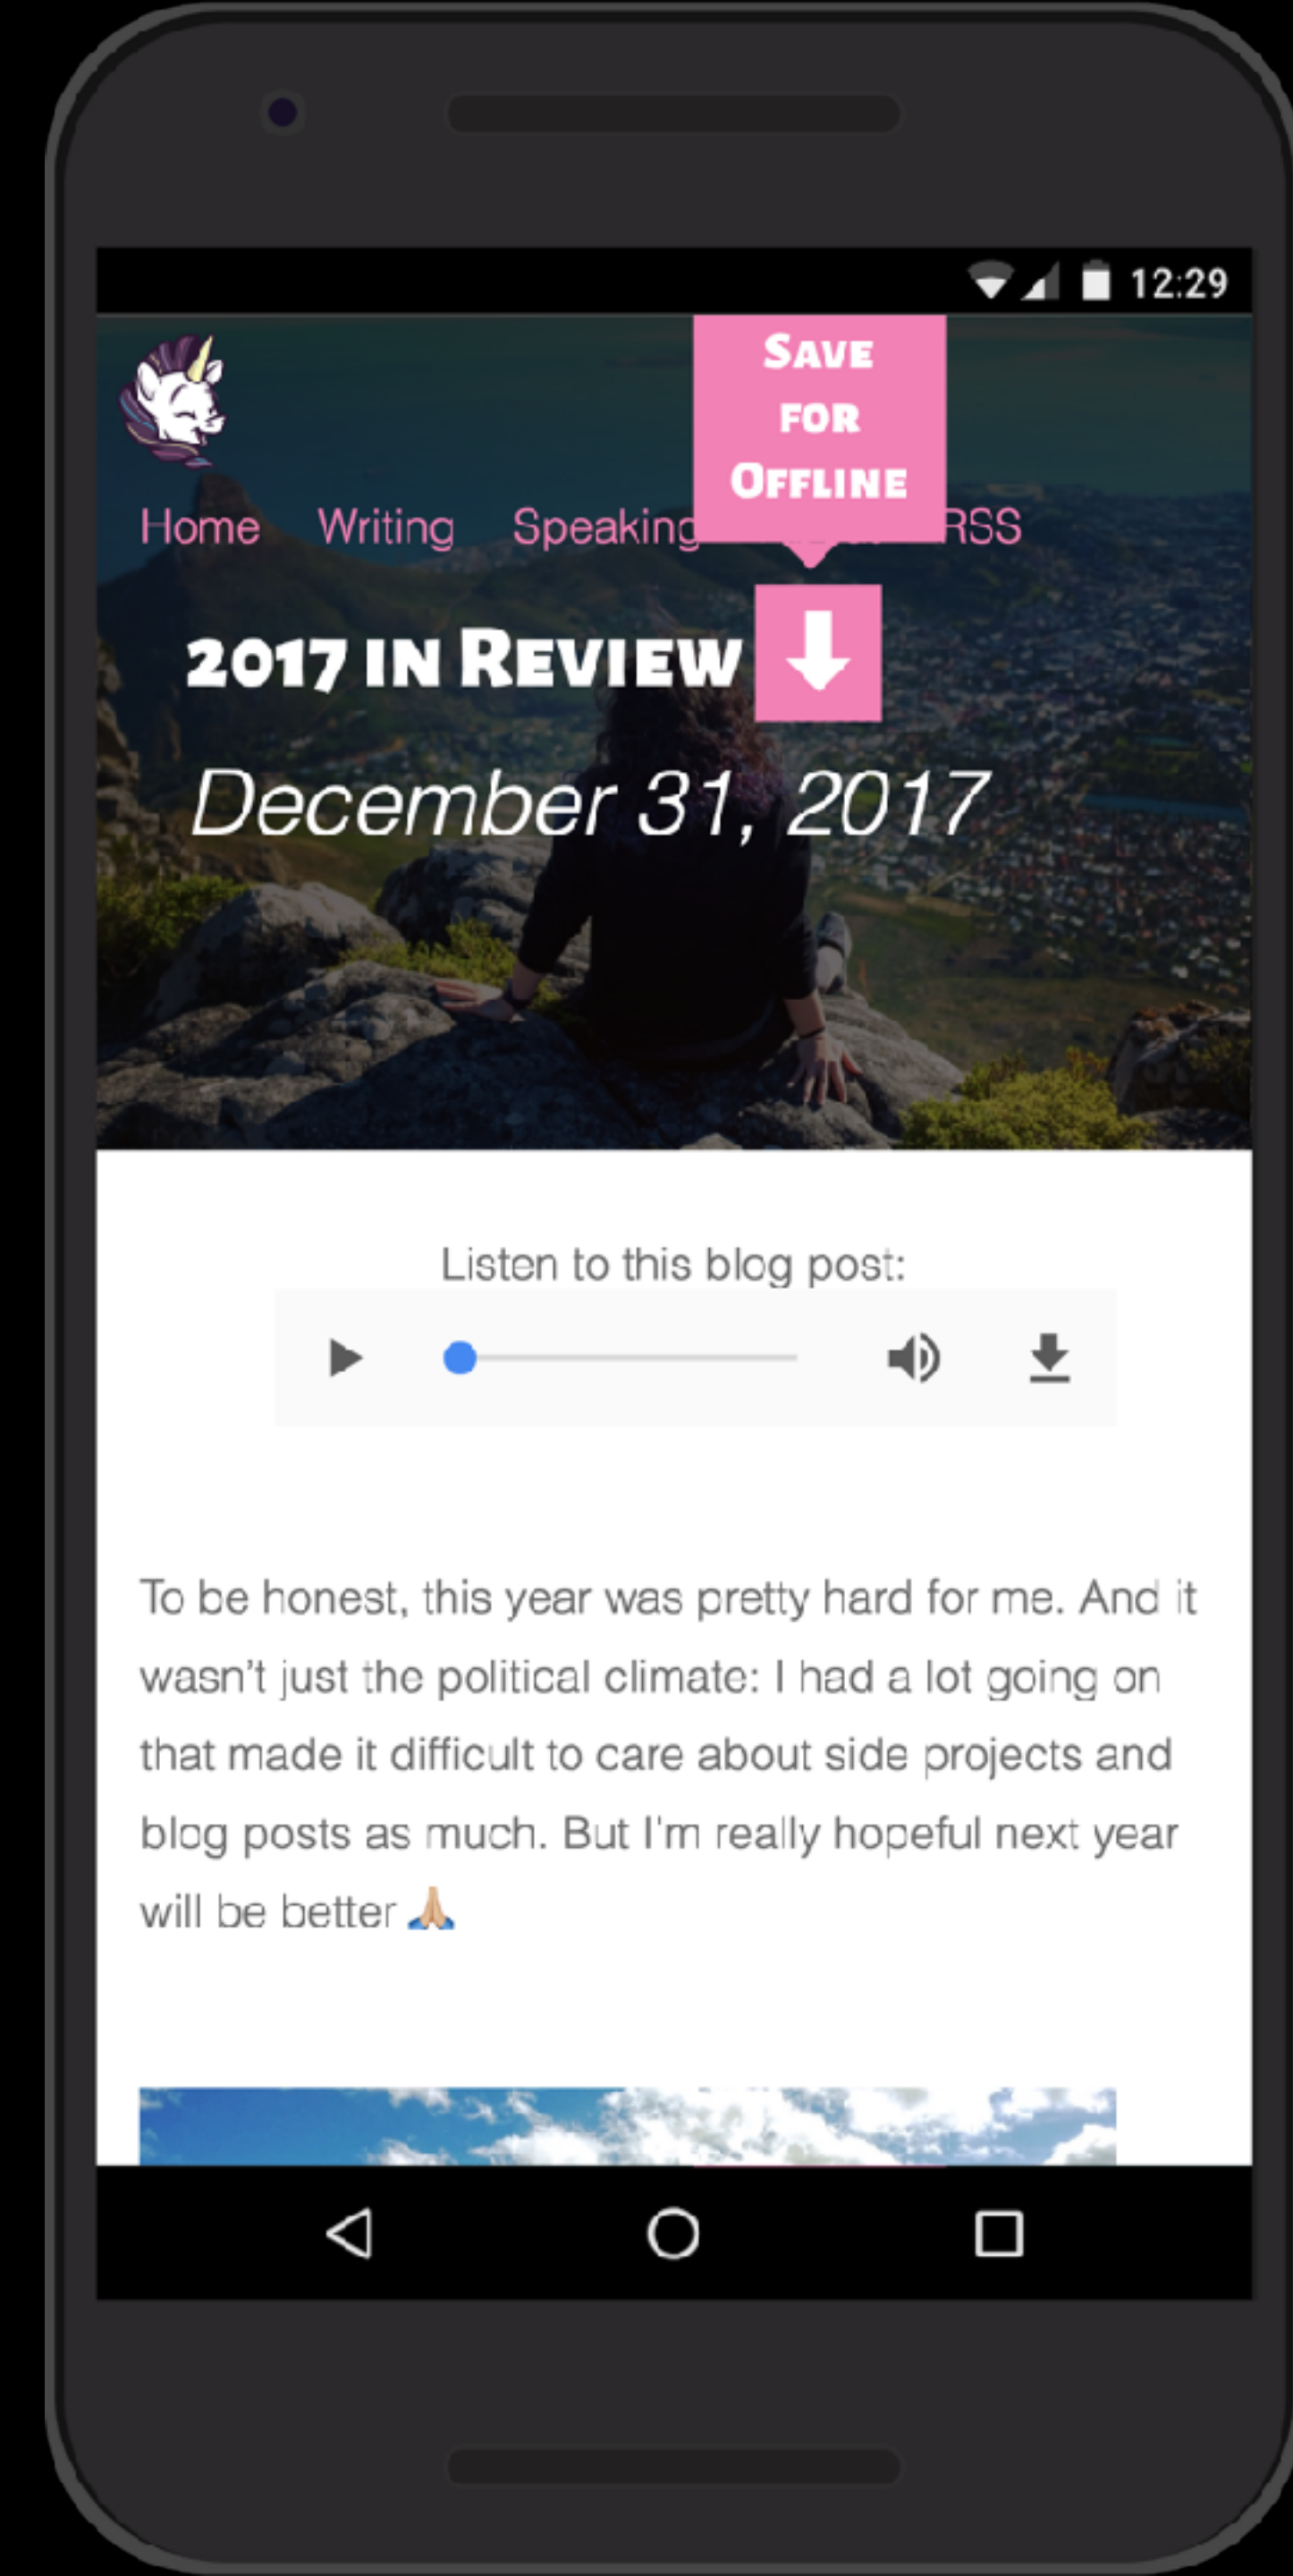 12:29
Save
for
Offline
Home Writing Speaking RSS
2017 in Review
December 31, 2017
Listen to this blog post:
To be honest, this year was pretty hard for me. And it
wasn't just the political climate: I had a lot going on
that made it difficult to care about side projects and
blog posts as much. But I'm really hopeful next year
will be better 🙏🏼